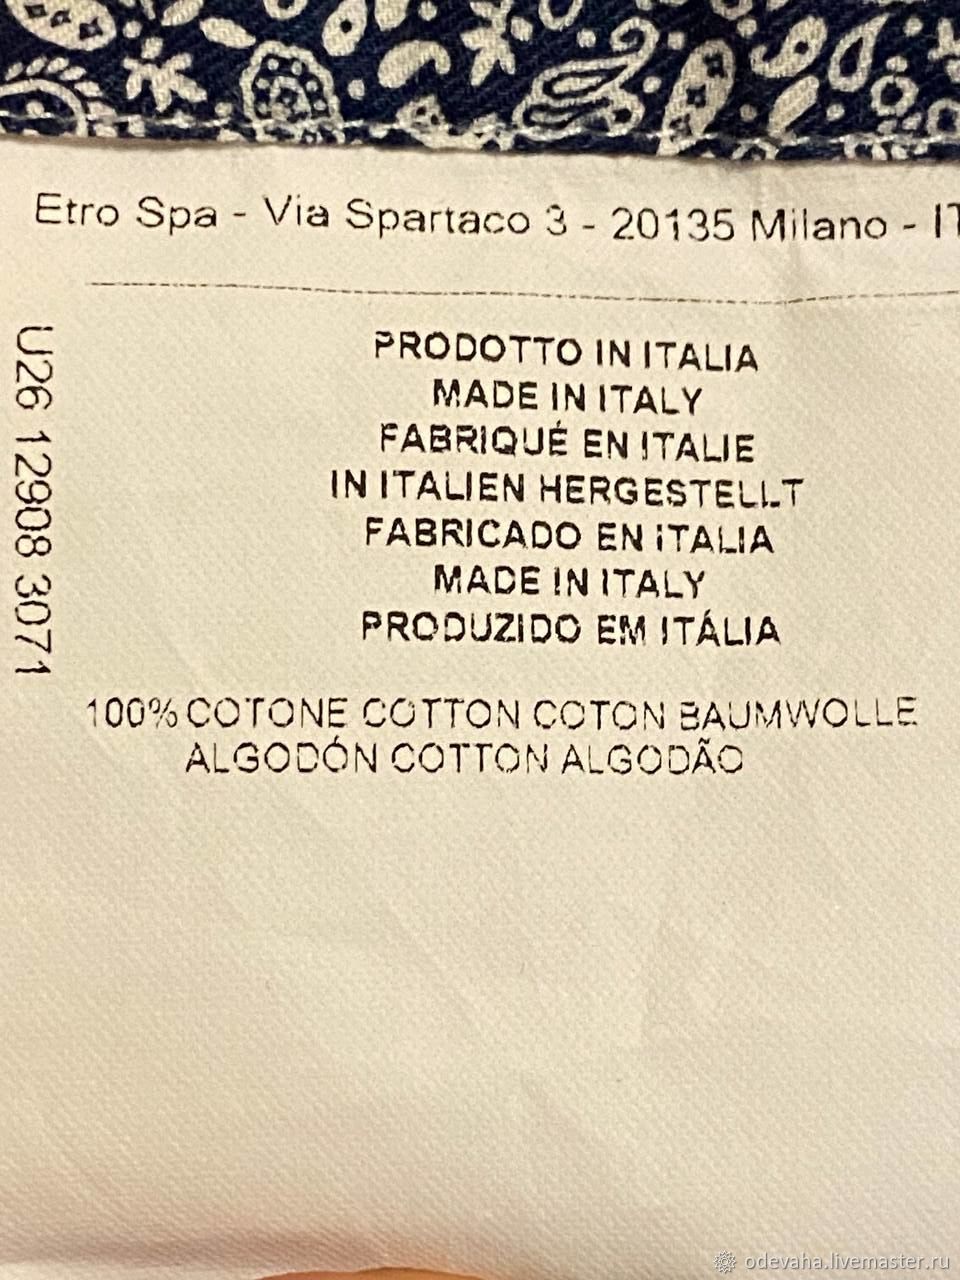 Etro Spa - Via Spartaco 3 - 20135 Milano - IT
U26 12908 3071
PRODOTTO IN ITALIA
MADE IN ITALY
FABRIQUÉ EN ITALIE
IN ITALIEN HERGESTELLT
FABRICADO EN ITALIA
MADE IN ITALY
PRODUZIDO EM ITÁLIA
100% COTONE COTTON COTON BAUMWOLLE
ALGODÓN COTTON ALGODÃO
odevaha.livemaster.ru